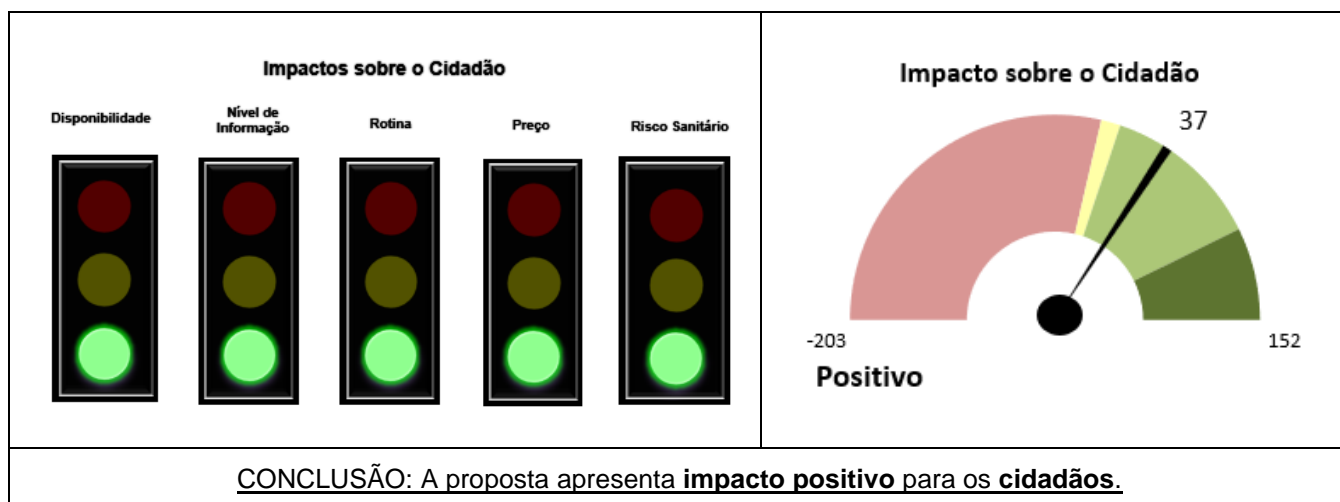 Impactos sobre o Cidadão
Disponibilidade
Nível de
Informação
Rotina
Preço
Risco Sanitário
Impacto sobre o Cidadão
37
-203
152
Positivo
CONCLUSÃO: A proposta apresenta impacto positivo para os cidadãos.